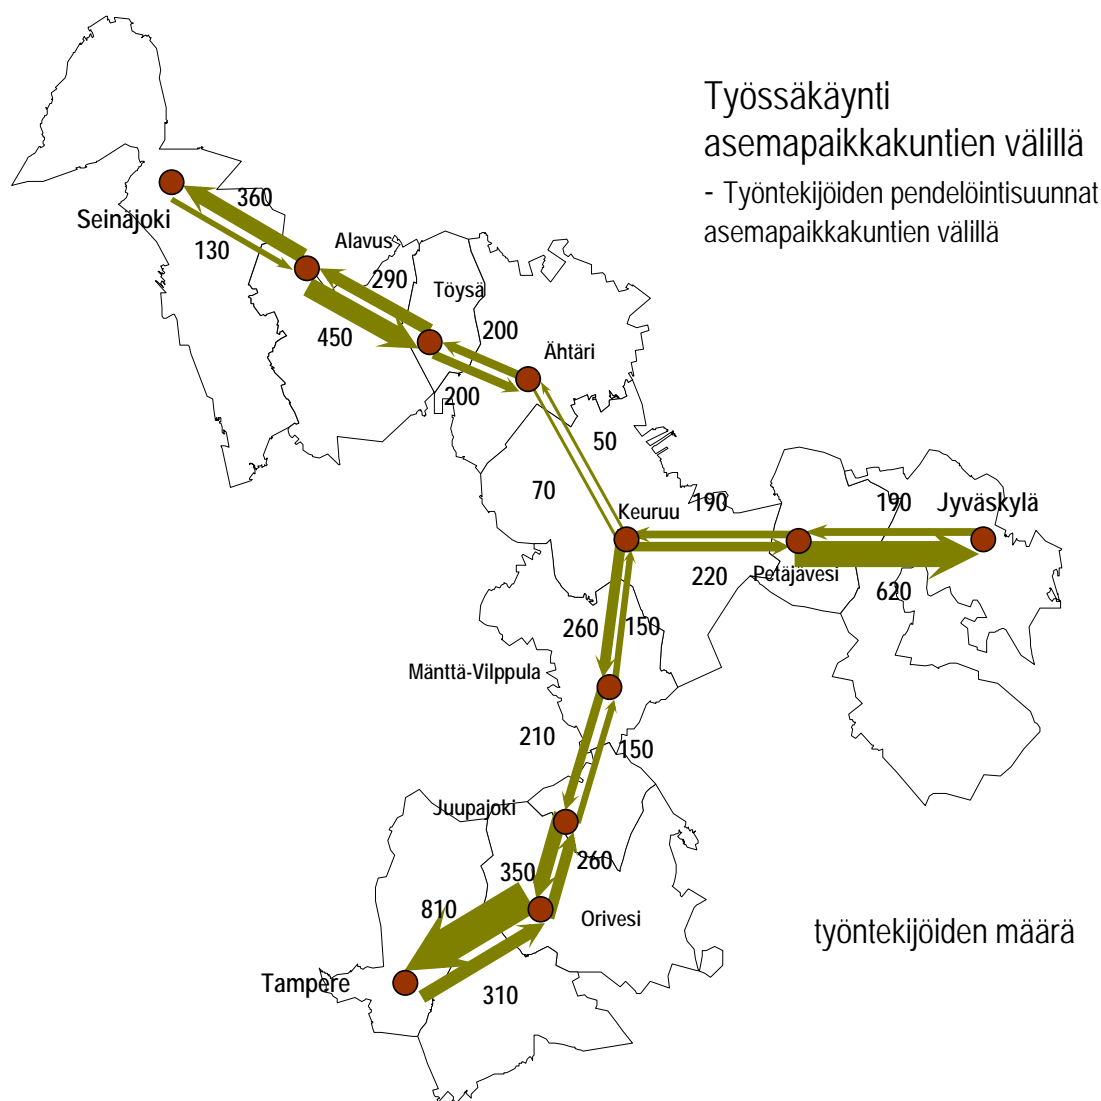 Työssäkäynti
asemapaikkakuntien välillä
- Työntekijöiden pendelöintisuunnat
asemapaikkakuntien välillä
360
Seinäjoki
130
Alavus
290
Töysä
450
200
Ähtäri
200
50
70
Keuruu
190
190
Jyväskylä
220
Petäjävesi
620
260
150
Mänttä-Vilppula
210
150
Juupajoki
350
260
810
Orivesi
työntekijöiden määrä
Tampere
310